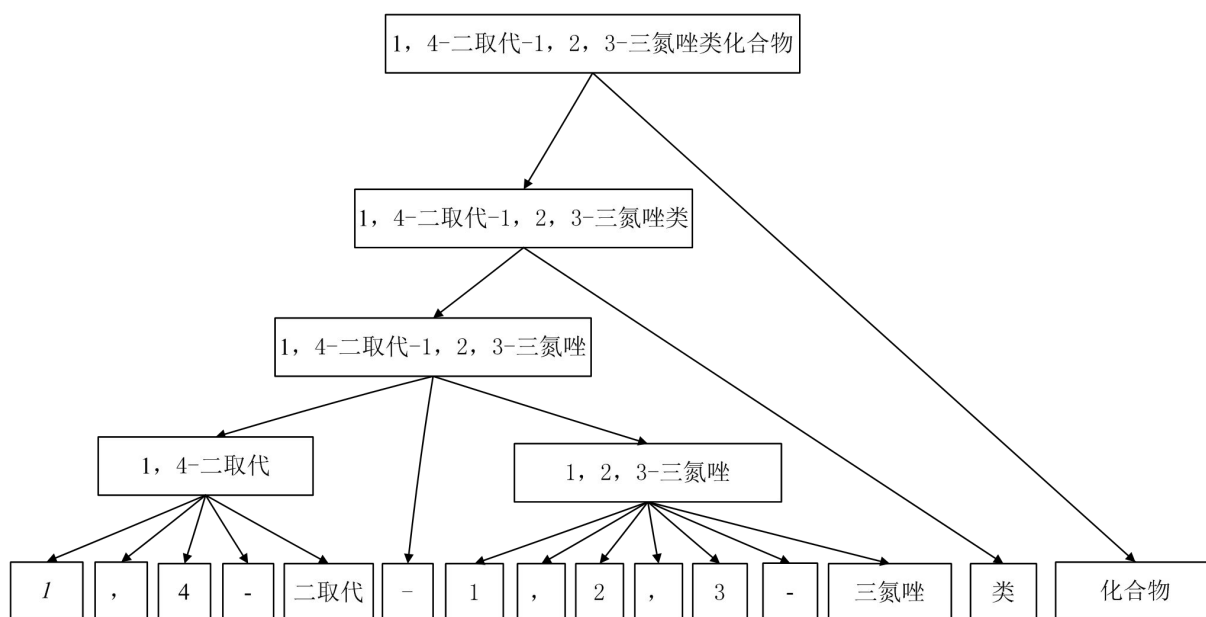 1, 4-二取代-1, 2, 3-三氮唑类化合物
1, 4-二取代-1, 2, 3-三氮唑类
1, 4-二取代-1, 2, 3-三氮唑
1, 4-二取代
1, 2, 3-三氮唑
1 , 4 - 二取代 - 1 , 2 , 3 - 三氮唑 类 化合物